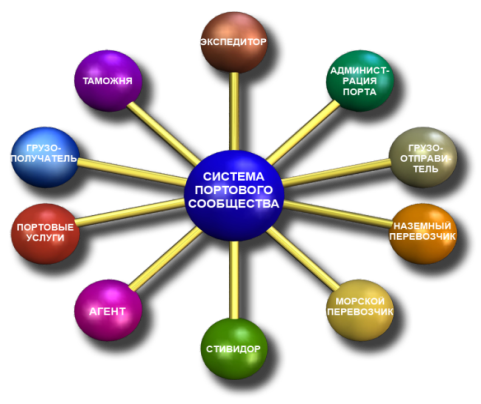 ЭКСПЕДИТОР
ТАМОЖНЯ
АДМИНИСТ-
РАЦИЯ
ПОРТА
ГРУЗО-
ПОЛУЧАТЕЛЬ
ГРУЗО-
ОТПРАВИ-
ТЕЛЬ
СИСТЕМА
ПОРТОВОГО
СООБЩЕСТВА
ПОРТОВЫЕ
УСЛУГИ
НАЗЕМНЫЙ
ПЕРЕВОЗЧИК
АГЕНТ
МОРСКОЙ
ПЕРЕВОЗЧИК
СТИВИДОР